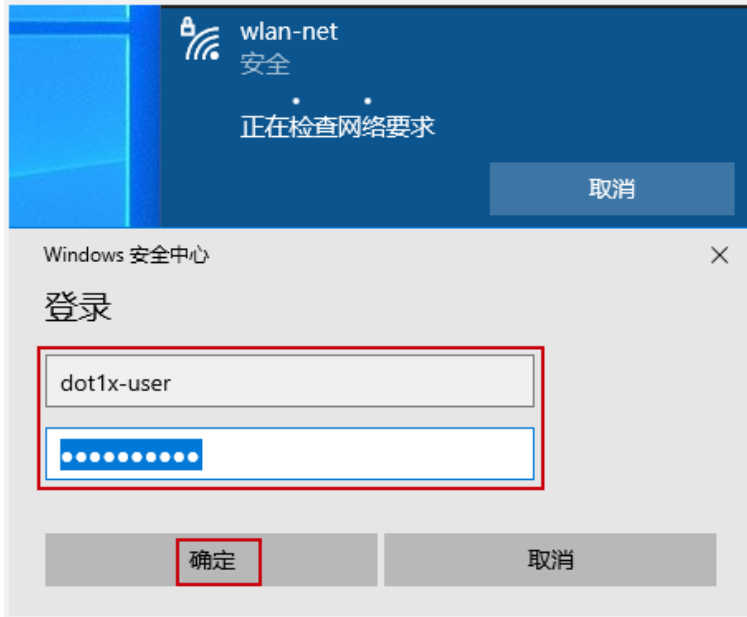 wlan-net
安全
正在检查网络要求
取消
Windows 安全中心
登录
dot1x-user
●●●●●●●●●●
确定
取消